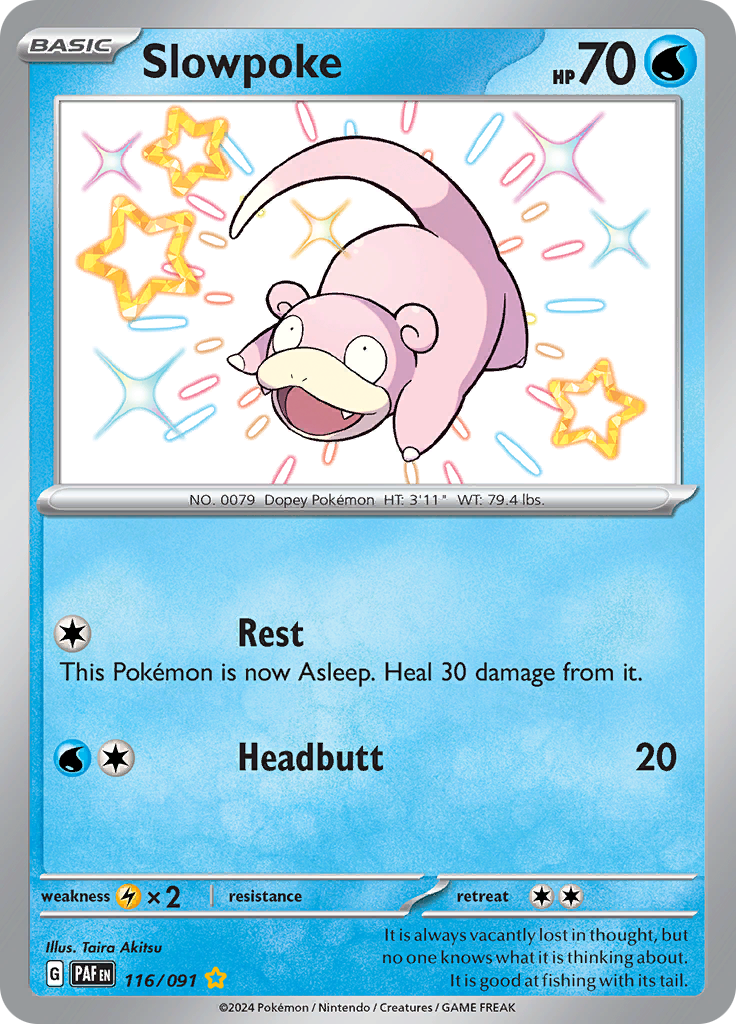 BASIC
Slowpoke
HP 70
NO. 0079 Dopey Pokémon HT: 3'11" WT: 79.4 lbs.
Rest
This Pokémon is now Asleep. Heal 30 damage from it.
Headbutt 20
weakness ×2 resistance retreat
Illus. Taira Akitsu
It is always vacantly lost in thought, but
no one knows what it is thinking about.
It is good at fishing with its tail.
G PAF EN 116/091
©2024 Pokémon / Nintendo / Creatures / GAME FREAK